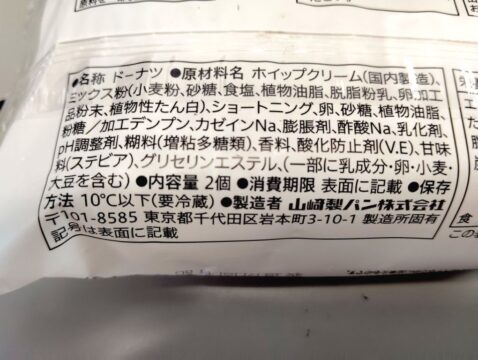 ●名称 ドーナツ ●原材料名 ホイップクリーム(国内製造)、
ミックス粉(小麦粉、砂糖、食塩、植物油脂、脱脂粉乳、卵加工
品粉末、植物性たん白)、ショートニング、卵、砂糖、植物油脂、
粉糖／加工デンプン、カゼインNa、膨脹剤、酢酸Na、乳化剤、
pH調整剤、糊料(増粘多糖類)、香料、酸化防止剤(V.E)、甘味
料(ステビア)、グリセリンエステル、(一部に乳成分・卵・小麦・
大豆を含む) ●内容量 2個 ●消費期限 表面に記載 ●保存
方法 10℃以下(要冷蔵) ●製造者 山崎製パン株式会社
〒101-8585 東京都千代田区岩本町3-10-1 製造所固有
記号は表面に記載